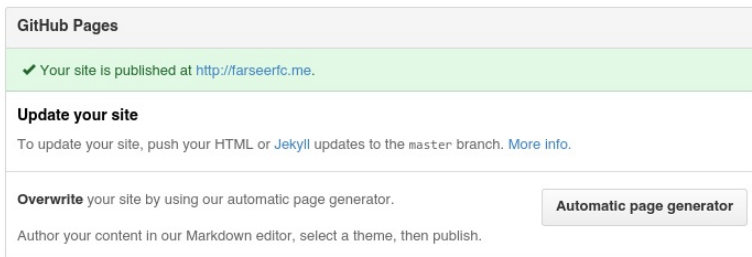 GitHub Pages
✔ Your site is published at http://farseerfc.me.
Update your site
To update your site, push your HTML or Jekyll updates to the master branch. More info.
Overwrite your site by using our automatic page generator.
Automatic page generator
Author your content in our Markdown editor, select a theme, then publish.